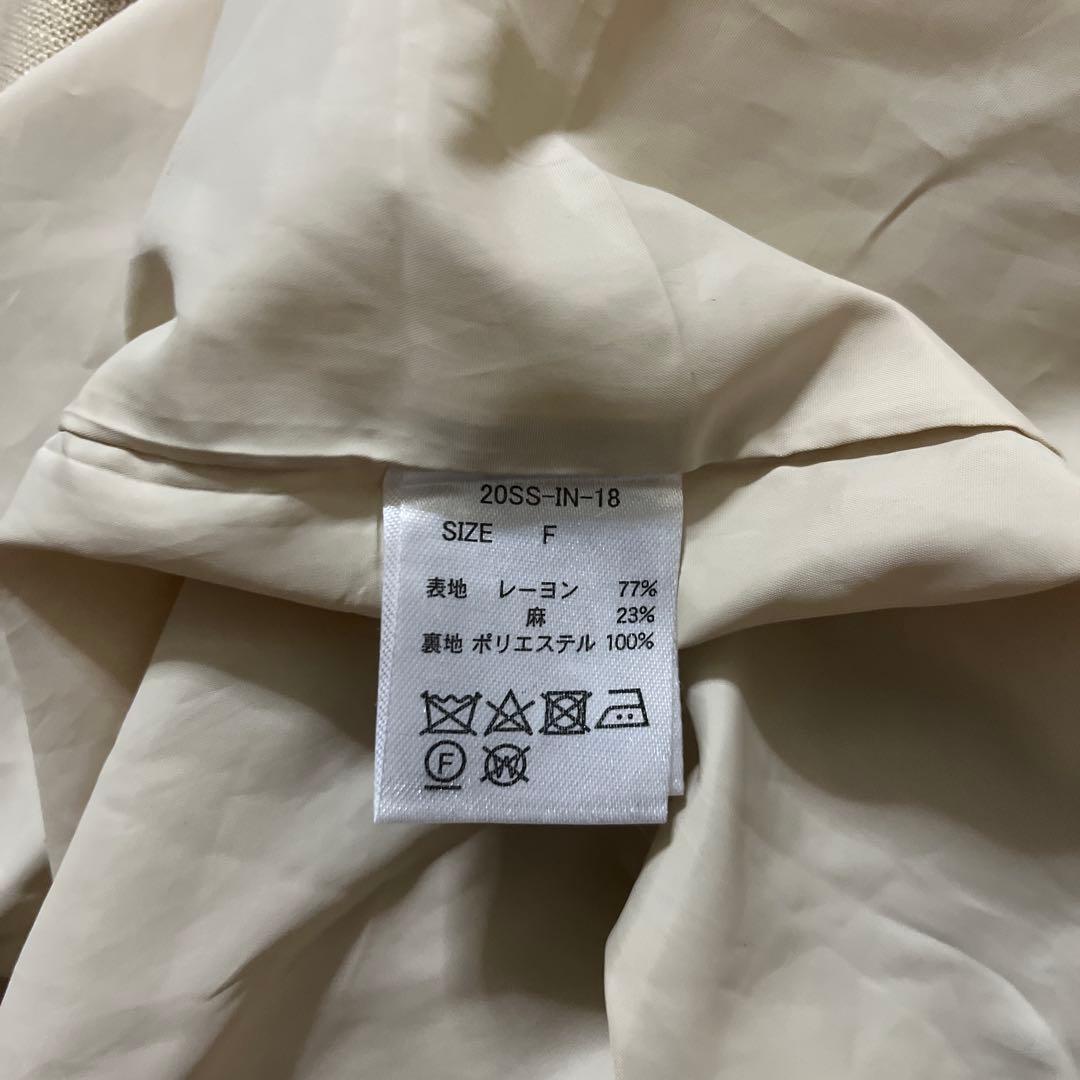 20SS-IN-18
SIZE F
表地 レーヨン 77%
麻 23%
裏地 ポリエステル 100%
F W